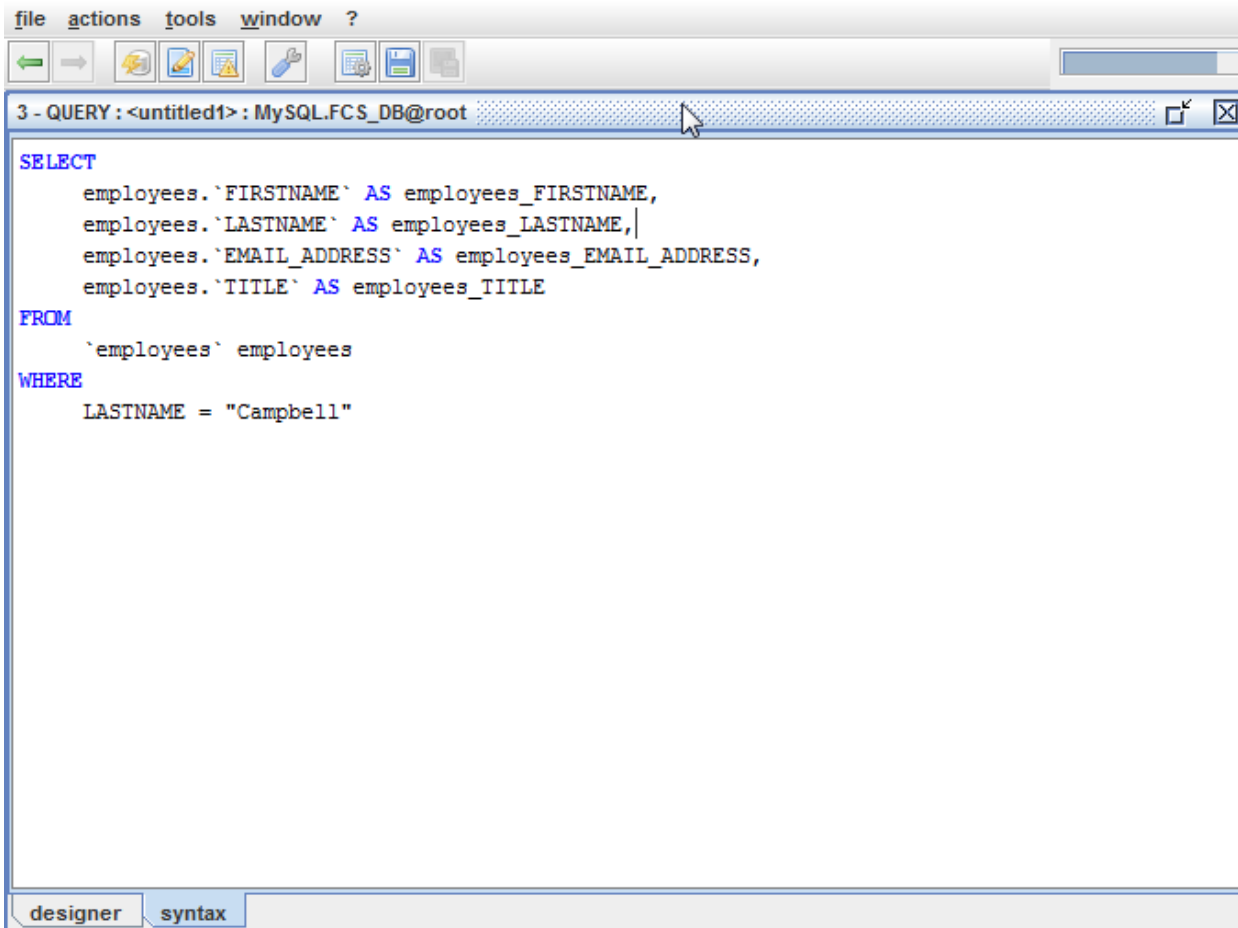 file actions tools window ?
3 - QUERY : <untitled1> : MySQL.FCS_DB@root
SELECT
     employees.`FIRSTNAME` AS employees_FIRSTNAME,
     employees.`LASTNAME` AS employees_LASTNAME,
     employees.`EMAIL_ADDRESS` AS employees_EMAIL_ADDRESS,
     employees.`TITLE` AS employees_TITLE
FROM
     `employees` employees
WHERE
     LASTNAME = "Campbell"
designer syntax